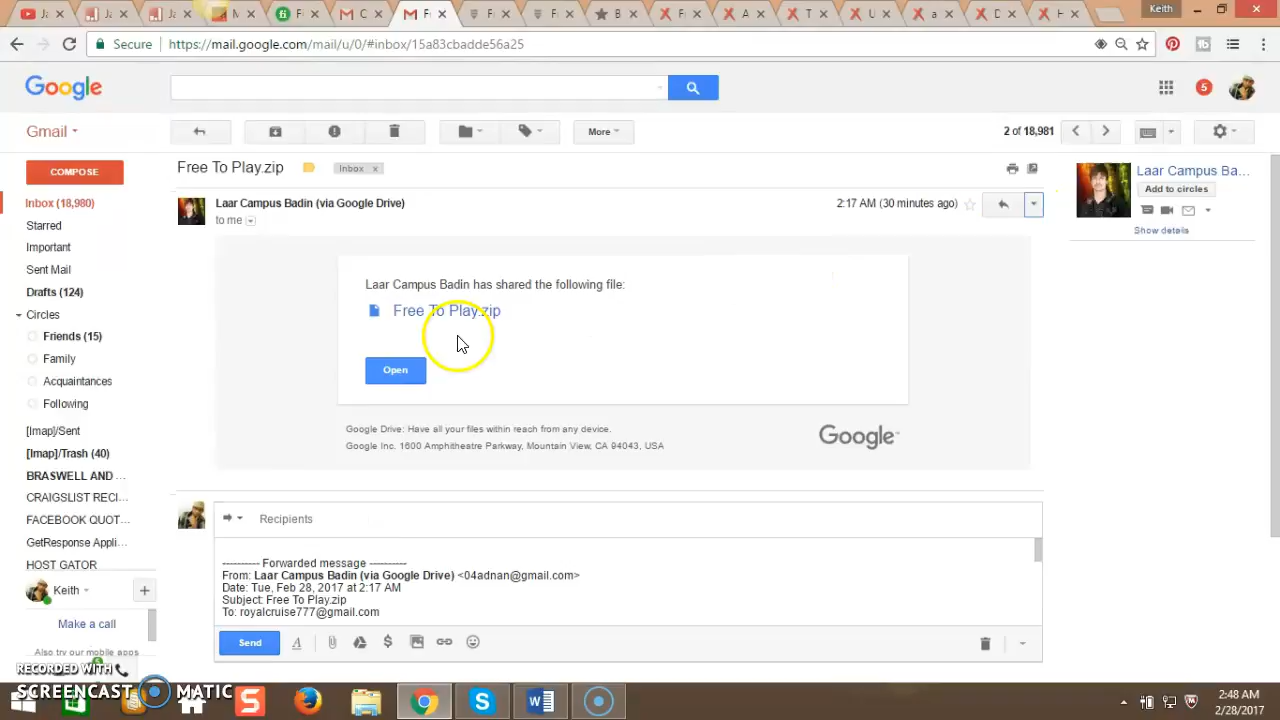 Keith
Secure
https://mail.google.com/mail/u/0/#inbox/15a83cbadde56a25
Google
5
Gmail
More
2 of 18,981
COMPOSE
Free To Play.zip
Inbox x
Laar Campus Ba...
Add to circles
Show details
Inbox (18,980)
Starred
Important
Sent Mail
Drafts (124)
Circles
Friends (15)
Family
Acquaintances
Following
[Imap]/Sent
[Imap]/Trash (40)
BRASWELL AND ...
CRAIGSLIST RECI...
FACEBOOK QUOT...
GetResponse Appli...
HOST GATOR
Laar Campus Badin (via Google Drive)
2:17 AM (30 minutes ago)
to me
Laar Campus Badin has shared the following file:
Free To Play.zip
Open
Google Drive: Have all your files within reach from any device.
Google Inc. 1600 Amphitheatre Parkway, Mountain View, CA 94043, USA
Google™
Recipients
---------- Forwarded message ----------
From: Laar Campus Badin (via Google Drive) <04adnan@gmail.com>
Date: Tue, Feb 28, 2017 at 2:17 AM
Subject: Free To Play.zip
To: royalcruise777@gmail.com
Send
Keith
Make a call
Also try our mobile apps
RECORDED WITH
SCREENCAST MATIC
2:48 AM
2/28/2017